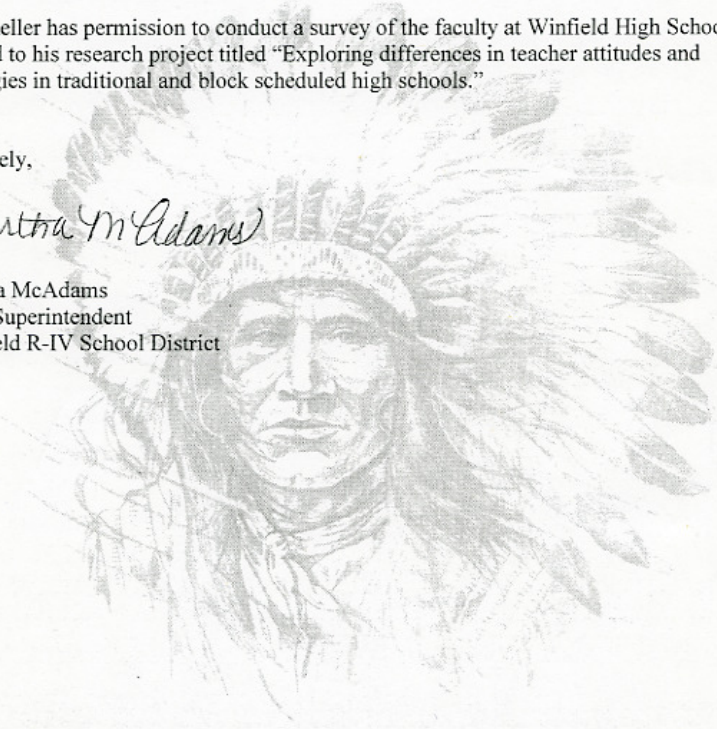 eller has permission to conduct a survey of the faculty at Winfield High Schoo
l to his research project titled “Exploring differences in teacher attitudes and
gies in traditional and block scheduled high schools.”
ely,
rtha McAdams
a McAdams
Superintendent
eld R-IV School District